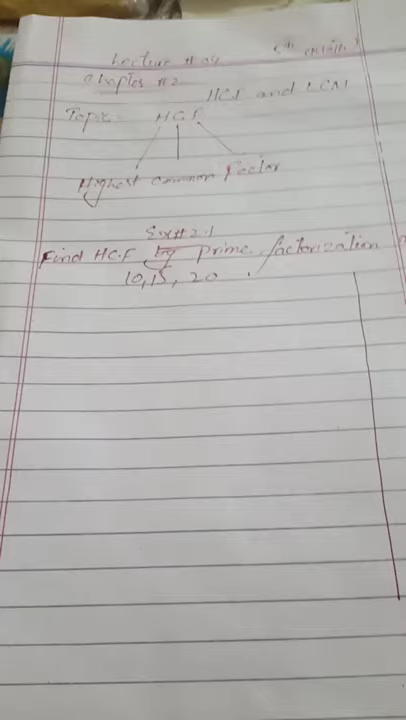 Lecture # 04
Chapter # 2
HCF and LCM
Topic HCF
Highest Common Factor
Ex# 2.1
Find HCF by prime factorization
10, 15, 20